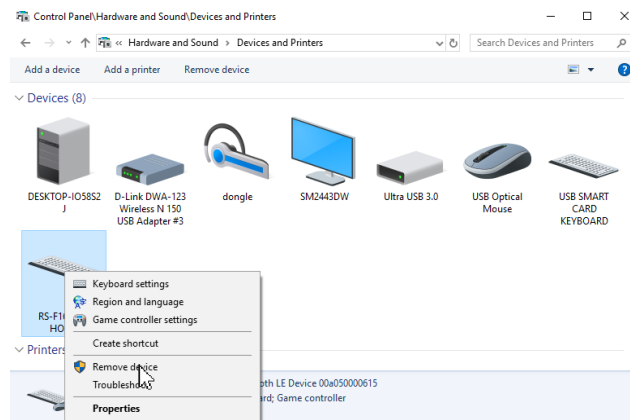 Control Panel\Hardware and Sound\Devices and Printers
« Hardware and Sound › Devices and Printers
Search Devices and Printers
Add a device Add a printer Remove device
Devices (8)
DESKTOP-IO58S2
J
D-Link DWA-123
Wireless N 150
USB Adapter #3
dongle
SM2443DW
Ultra USB 3.0
USB Optical
Mouse
USB SMART
CARD
KEYBOARD
HO
Keyboard settings
Region and language
Game controller settings
Create shortcut
Printers
Remove device
LE Device 00a050000615
Game controller
Properties